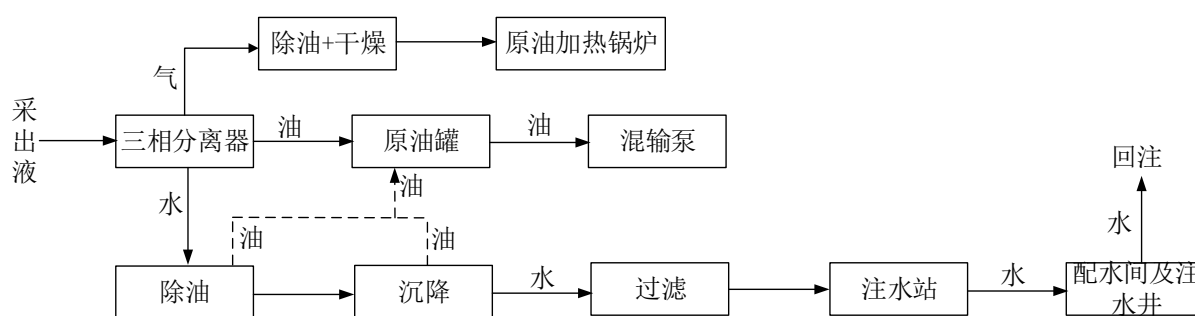 除油+干燥
原油加热锅炉
气
采出液
三相分离器
油
原油罐
油
混输泵
回注
水
油
水
油
油
除油
沉降
水
过滤
注水站
水
配水间及注
水井